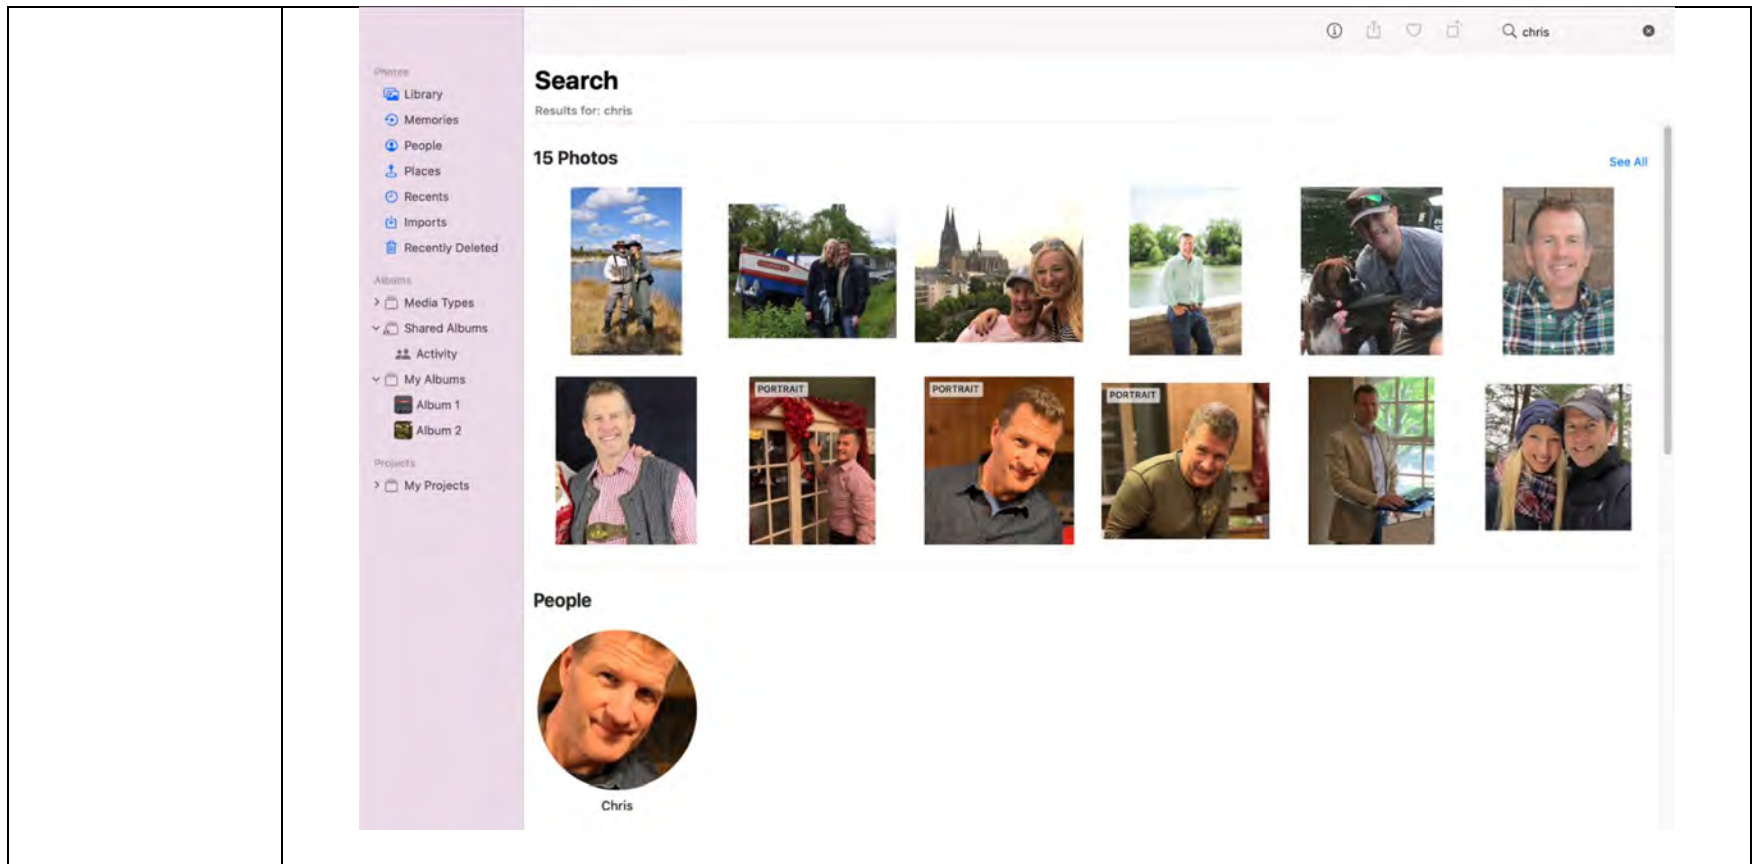 chris
Photos
Library
Memories
People
Places
Recents
Imports
Recently Deleted
Albums
Media Types
Shared Albums
Activity
My Albums
Album 1
Album 2
Projects
My Projects
Search
Results for: chris
15 Photos
See All
PORTRAIT
PORTRAIT
PORTRAIT
People
Chris